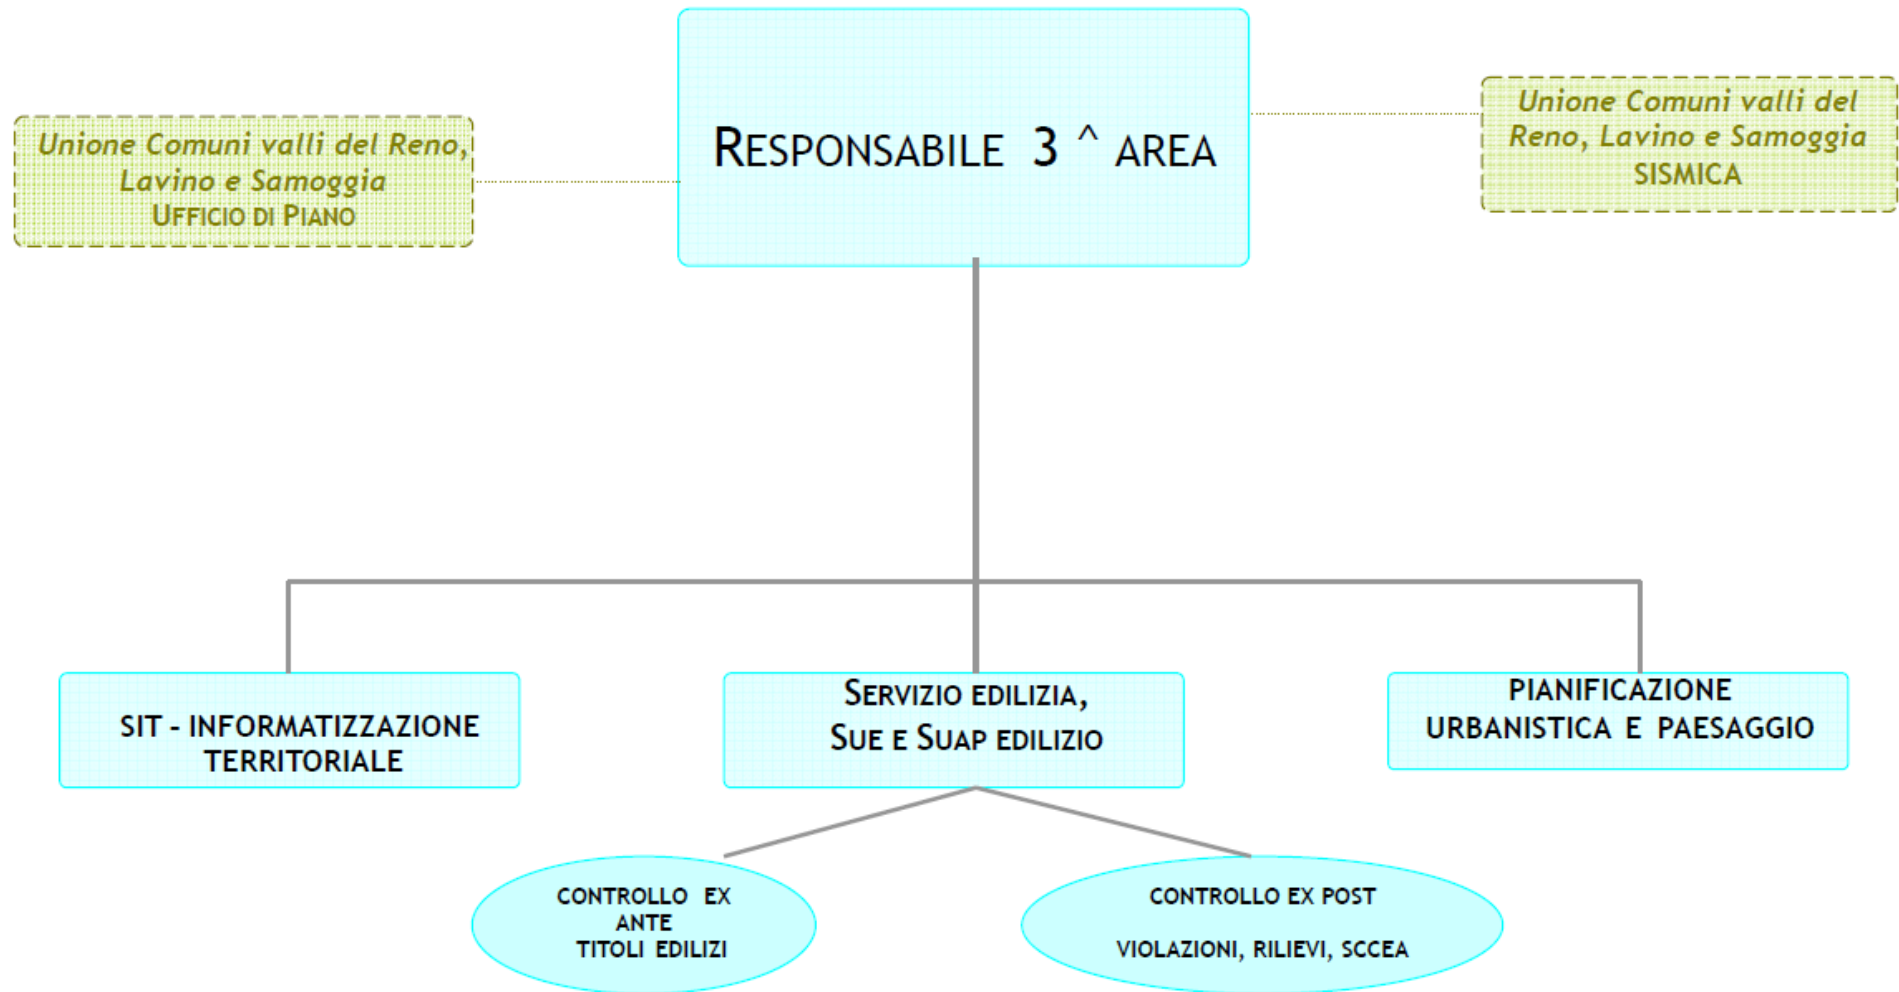 RESPONSABILE 3 ^ AREA
Unione Comuni valli del Reno,
Lavino e Samoggia
UFFICIO DI PIANO
Unione Comuni valli del
Reno, Lavino e Samoggia
SISMICA
SIT - INFORMATIZZAZIONE
TERRITORIALE
SERVIZIO EDILIZIA,
SUE E SUAP EDILIZIO
PIANIFICAZIONE
URBANISTICA E PAESAGGIO
CONTROLLO EX
ANTE
TITOLI EDILIZI
CONTROLLO EX POST
VIOLAZIONI, RILIEVI, SCCEA